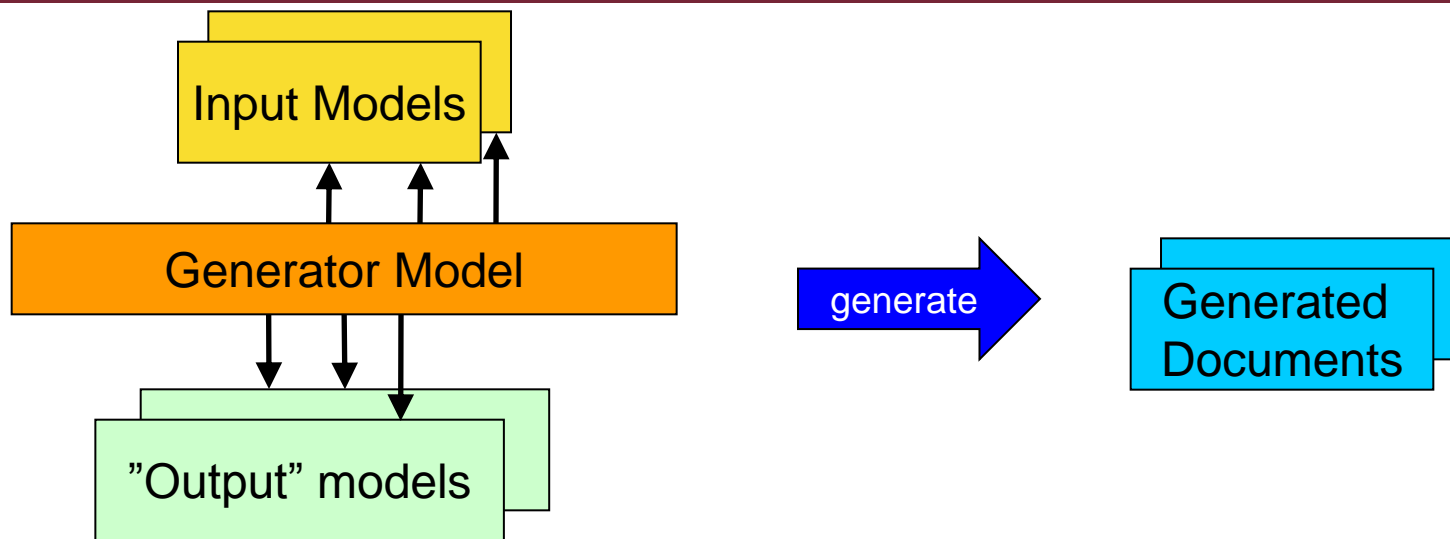 Input Models
Generator Model
generate
Generated
Documents
”Output” models